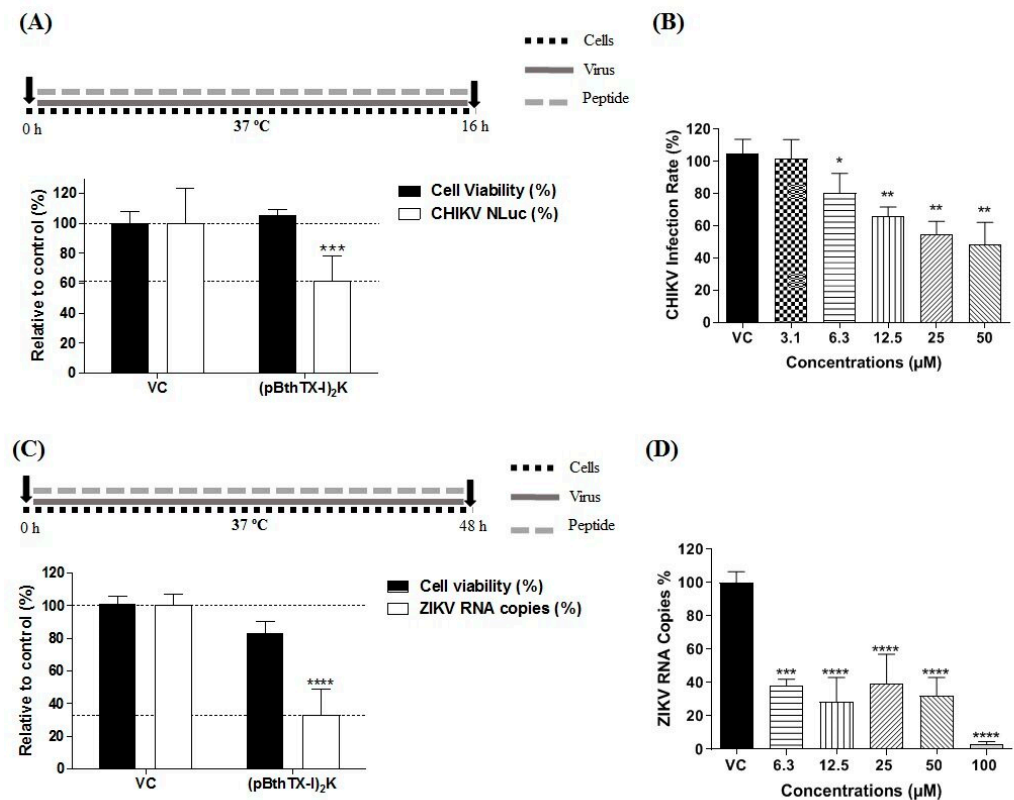 (A)
Cells
Virus
Peptide
0 h
37 ºC
16 h
Relative to control (%)
120
100
80
60
40
20
0
Cell Viability (%)
CHIKV NLuc (%)
***
VC
(pBthTX-I)₂K
(B)
CHIKV Infection Rate (%)
120
100
80
60
40
20
0
*
**
**
**
VC 3.1 6.3 12.5 25 50
Concentrations (µM)
(C)
Cells
Virus
Peptide
0 h
37 ºC
48 h
Relative to control (%)
120
100
80
60
40
20
0
Cell viability (%)
ZIKV RNA copies (%)
****
VC
(pBthTX-I)₂K
(D)
ZIKV RNA Copies %
120
100
80
60
40
20
0
***
****
****
****
****
VC 6.3 12.5 25 50 100
Concentrations (µM)